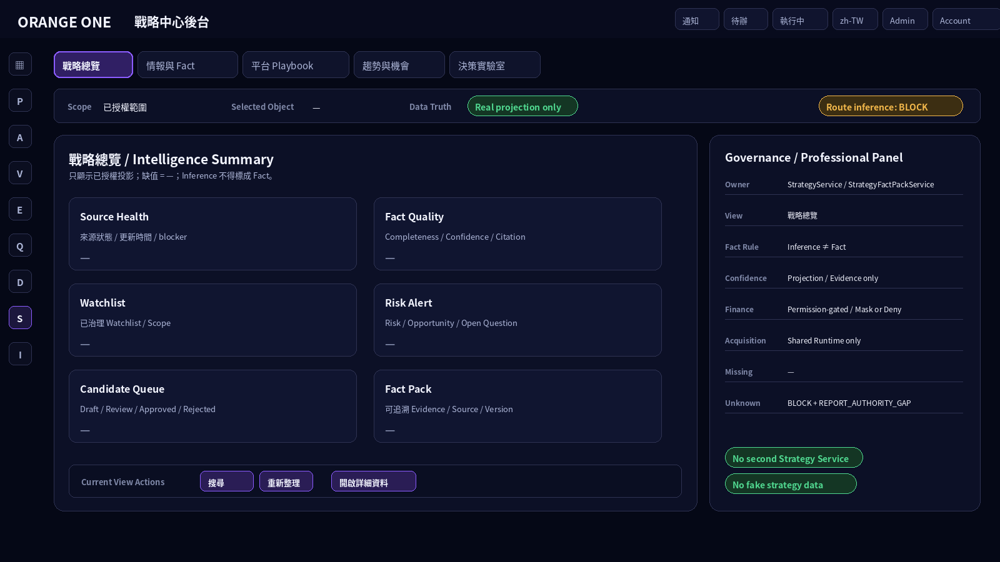 ORANGE ONE 戰略中心後台 通知 待辦 執行中 zh-TW Admin Account
戰略總覽 情報與 Fact 平台 Playbook 趨勢與機會 決策實驗室
Scope 已授權範圍 Selected Object — Data Truth Real projection only Route inference: BLOCK
P
A
V
E
Q
D
S
I
戰略總覽 / Intelligence Summary
只顯示已授權投影；缺值 = —；Inference 不得標成 Fact。
Source Health
來源狀態 / 更新時間 / blocker
—
Fact Quality
Completeness / Confidence / Citation
—
Watchlist
已治理 Watchlist / Scope
—
Risk Alert
Risk / Opportunity / Open Question
—
Candidate Queue
Draft / Review / Approved / Rejected
—
Fact Pack
可追溯 Evidence / Source / Version
—
Current View Actions 搜尋 重新整理 開啟詳細資料
Governance / Professional Panel
Owner StrategyService / StrategyFactPackService
View 戰略總覽
Fact Rule Inference ≠ Fact
Confidence Projection / Evidence only
Finance Permission-gated / Mask or Deny
Acquisition Shared Runtime only
Missing —
Unknown BLOCK + REPORT_AUTHORITY_GAP
No second Strategy Service
No fake strategy data